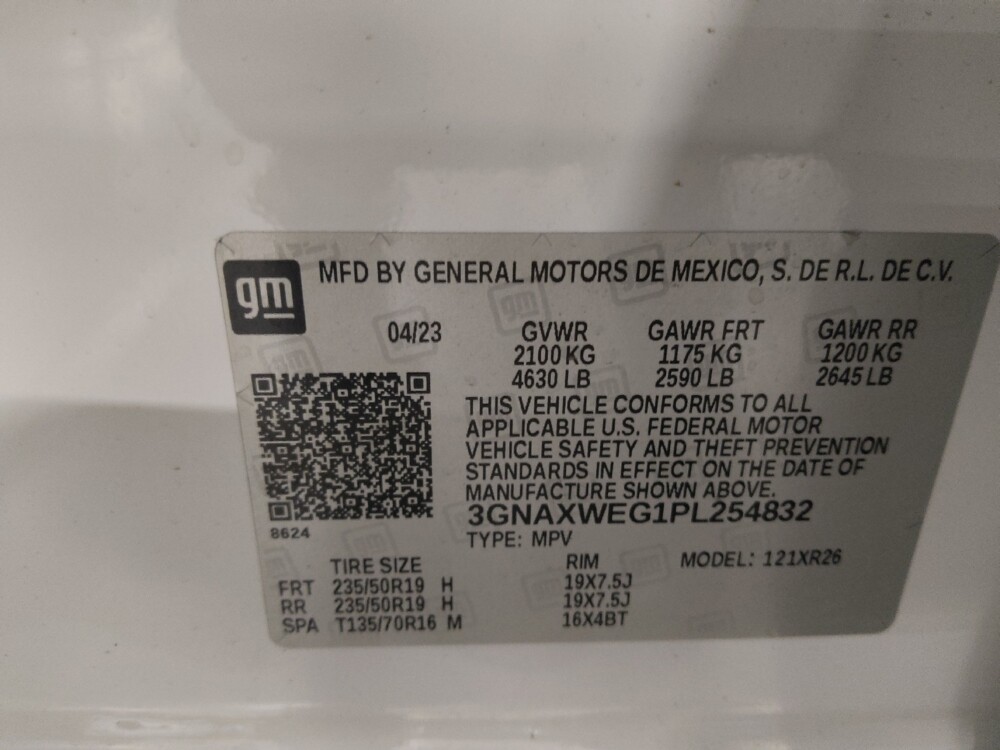 gm
MFD BY GENERAL MOTORS DE MEXICO, S. DE R.L. DE C.V.
04/23 GVWR GAWR FRT GAWR RR
2100 KG 1175 KG 1200 KG
4630 LB 2590 LB 2645 LB
THIS VEHICLE CONFORMS TO ALL
APPLICABLE U.S. FEDERAL MOTOR
VEHICLE SAFETY AND THEFT PREVENTION
STANDARDS IN EFFECT ON THE DATE OF
MANUFACTURE SHOWN ABOVE.
3GNAXWEG1PL254832
8624
TYPE: MPV
TIRE SIZE RIM MODEL: 121XR26
FRT 235/50R19 H 19X7.5J
RR 235/50R19 H 19X7.5J
SPA T135/70R16 M 16X4BT